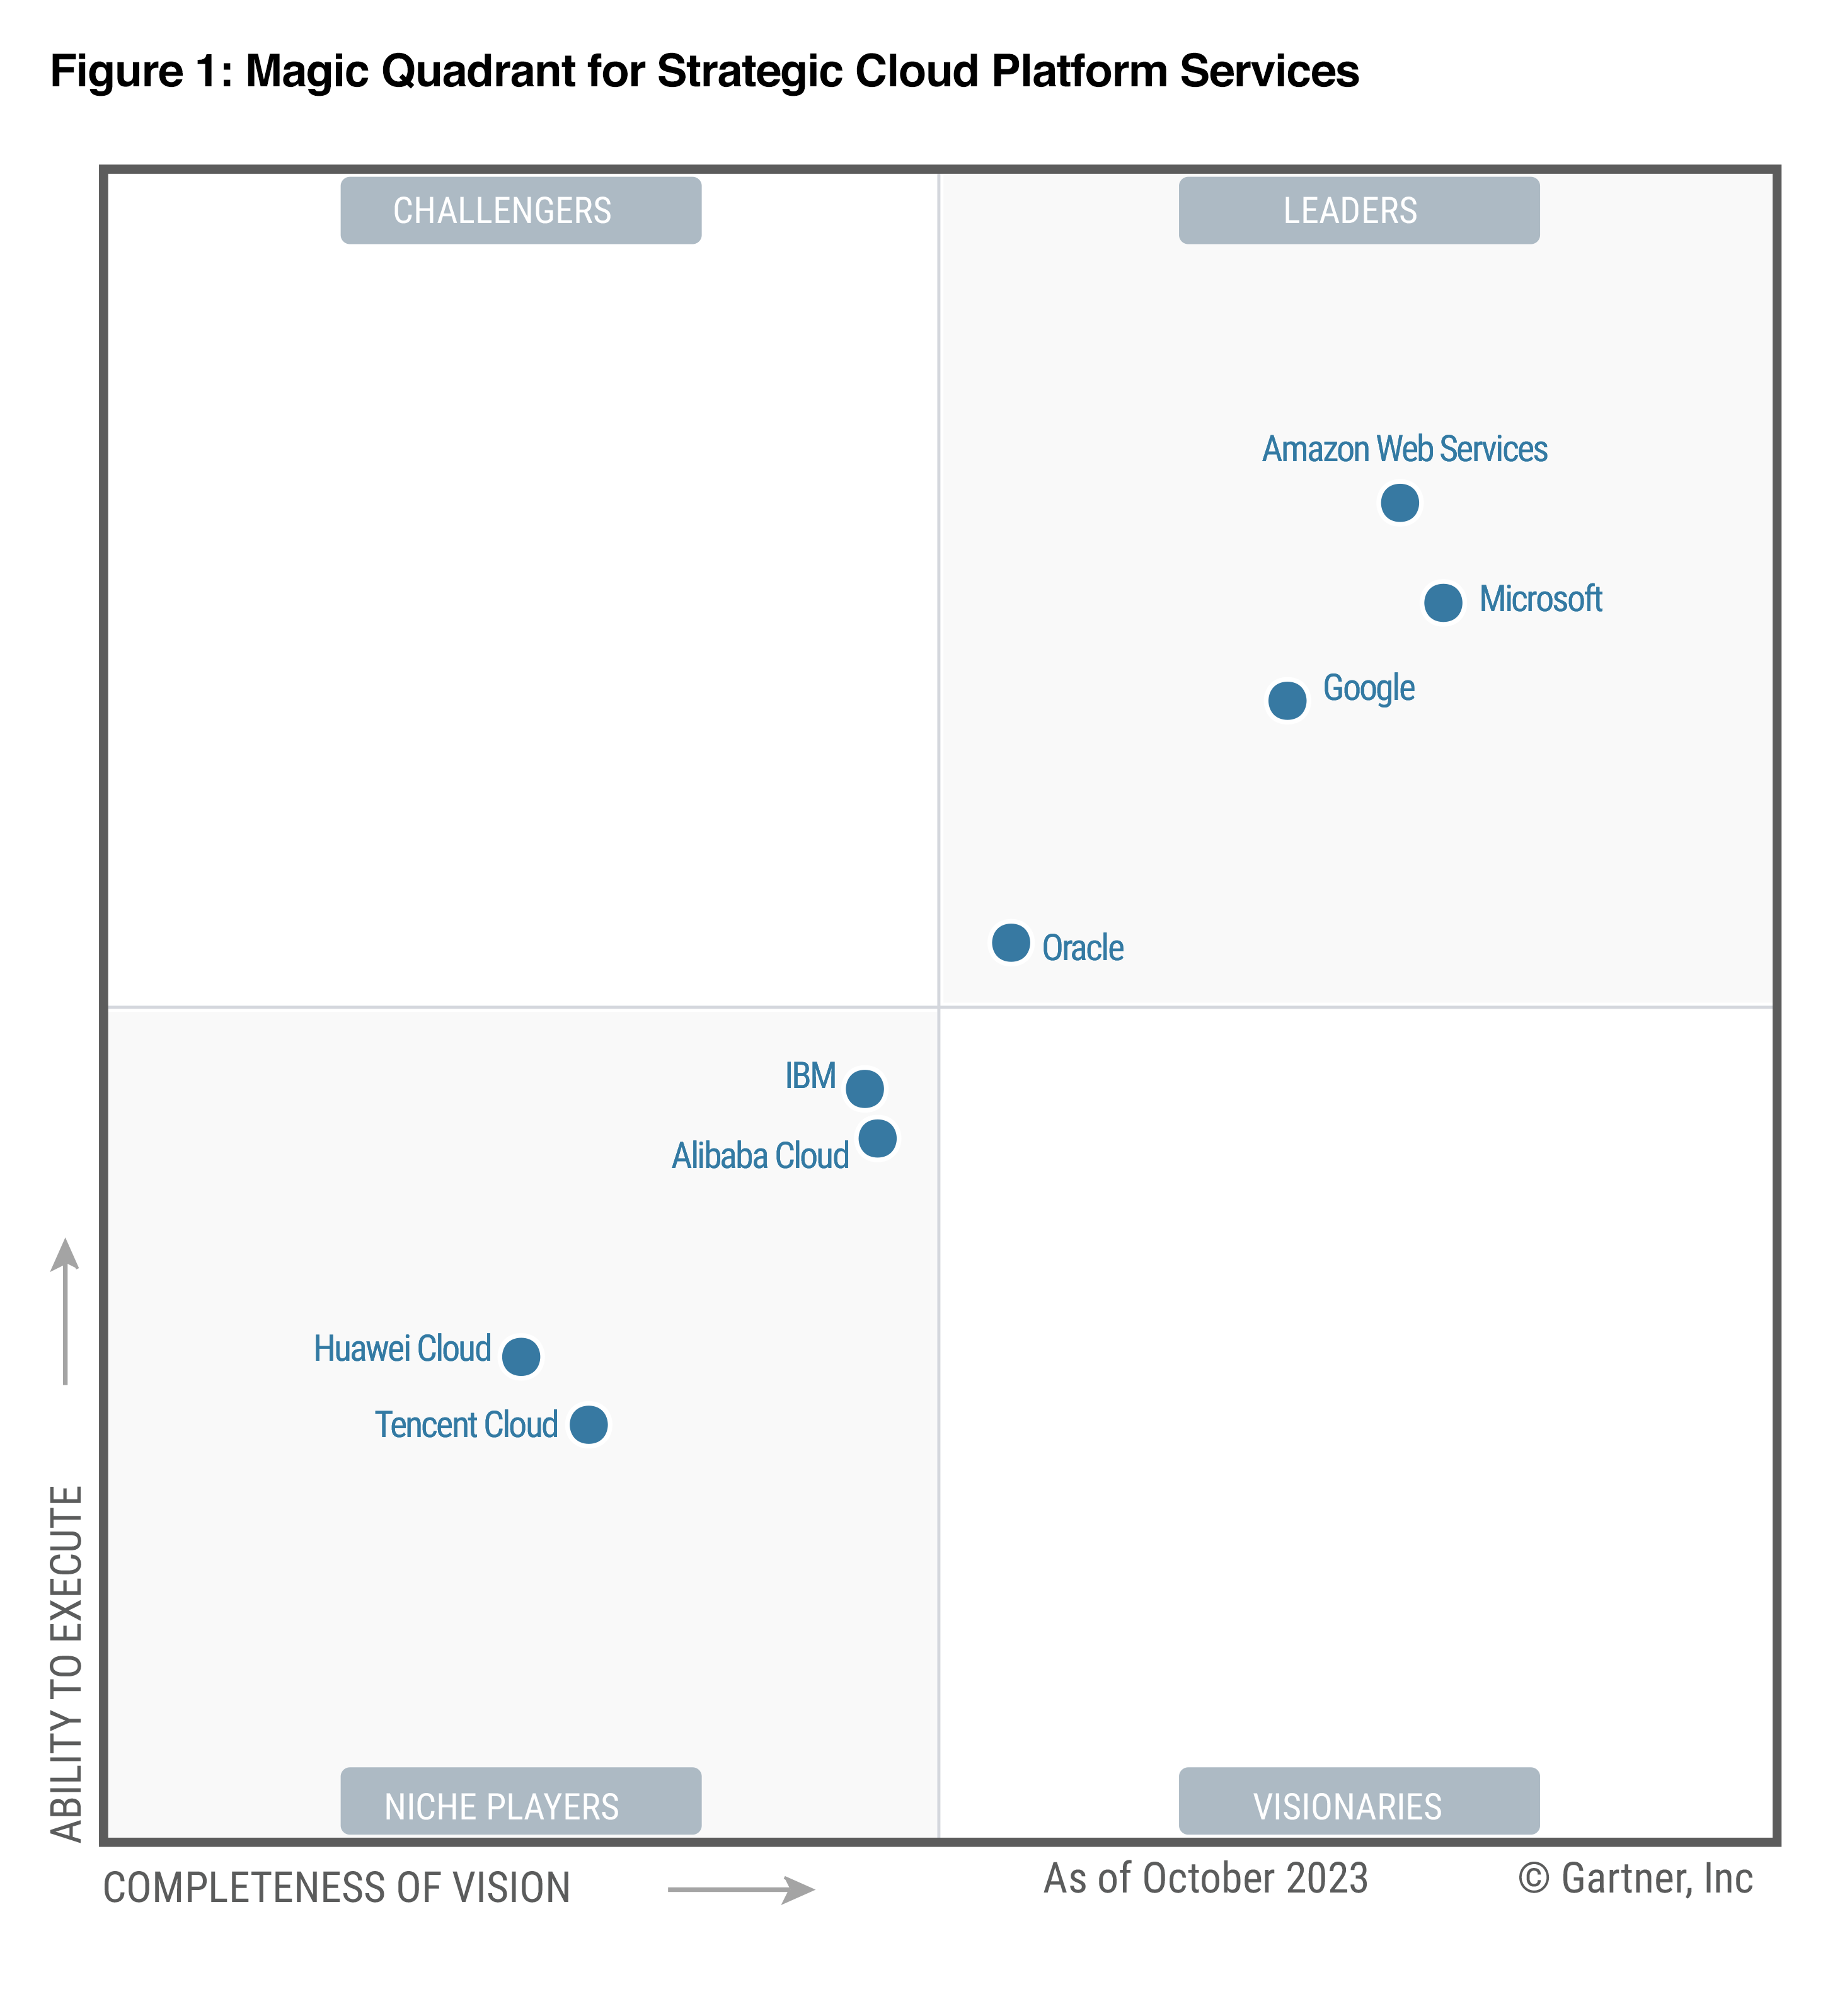 Figure 1: Magic Quadrant for Strategic Cloud Platform Services
CHALLENGERS
LEADERS
Amazon Web Services
Microsoft
Google
Oracle
IBM
Alibaba Cloud
Huawei Cloud
Tencent Cloud
NICHE PLAYERS
VISIONARIES
ABILITY TO EXECUTE
COMPLETENESS OF VISION
As of October 2023
© Gartner, Inc